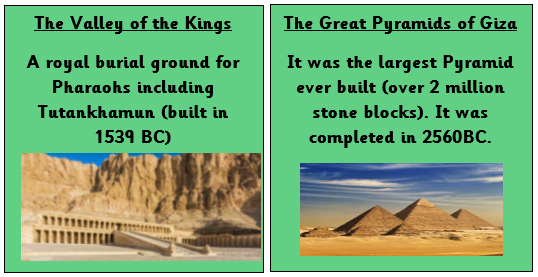 The Valley of the Kings
A royal burial ground for
Pharaohs including
Tutankhamun (built in
1539 BC)
The Great Pyramids of Giza
It was the largest Pyramid
ever built (over 2 million
stone blocks). It was
completed in 2560BC.